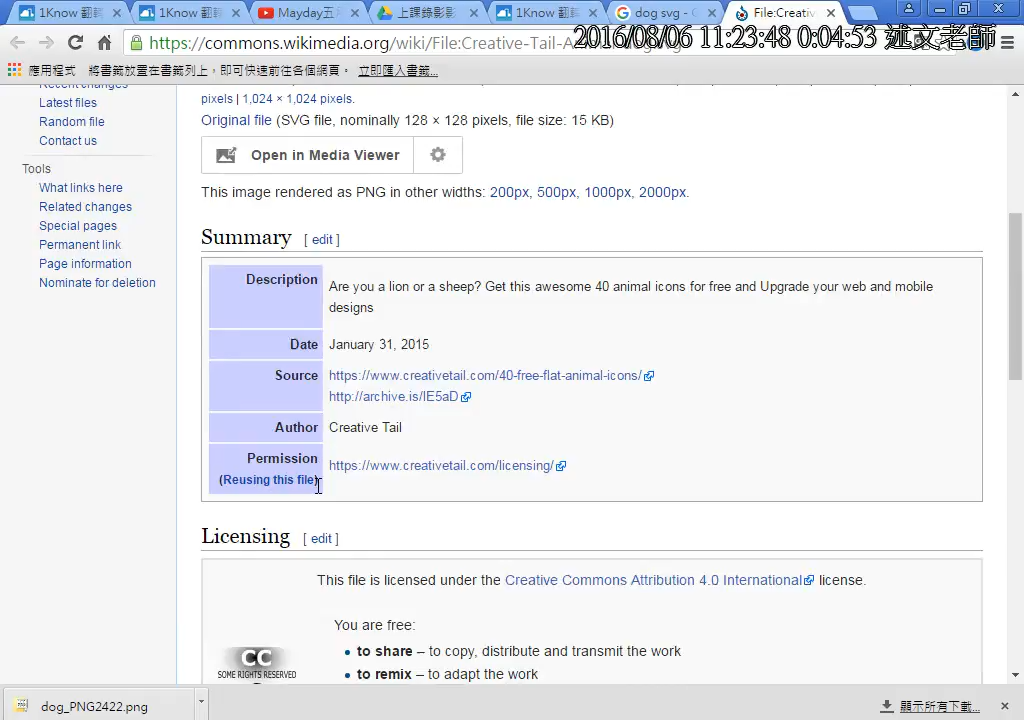 1Know 翻轉
1Know 翻轉
Mayday五
上課錄影影
1Know 翻轉
dog svg - G
File:Creativ
https://commons.wikimedia.org/wiki/File:Creative-Tail-A
2016/08/06 11:23:48 0:04:53 述文老師
應用程式 將書籤放置在書籤列上，即可快速前往各個網頁。 立即匯入書籤...
Recent changes
Latest files
Random file
Contact us
Tools
What links here
Related changes
Special pages
Permanent link
Page information
Nominate for deletion
pixels | 1,024 × 1,024 pixels.
Original file (SVG file, nominally 128 × 128 pixels, file size: 15 KB)
Open in Media Viewer
This image rendered as PNG in other widths: 200px, 500px, 1000px, 2000px.
Summary [ edit ]
Description Are you a lion or a sheep? Get this awesome 40 animal icons for free and Upgrade your web and mobile
designs
Date January 31, 2015
Source https://www.creativetail.com/40-free-flat-animal-icons/
http://archive.is/IE5aD
Author Creative Tail
Permission
(Reusing this file)
https://www.creativetail.com/licensing/
Licensing [ edit ]
This file is licensed under the Creative Commons Attribution 4.0 International license.
You are free:
to share – to copy, distribute and transmit the work
to remix – to adapt the work
CC
SOME RIGHTS RESERVED
dog_PNG2422.png
顯示所有下載...